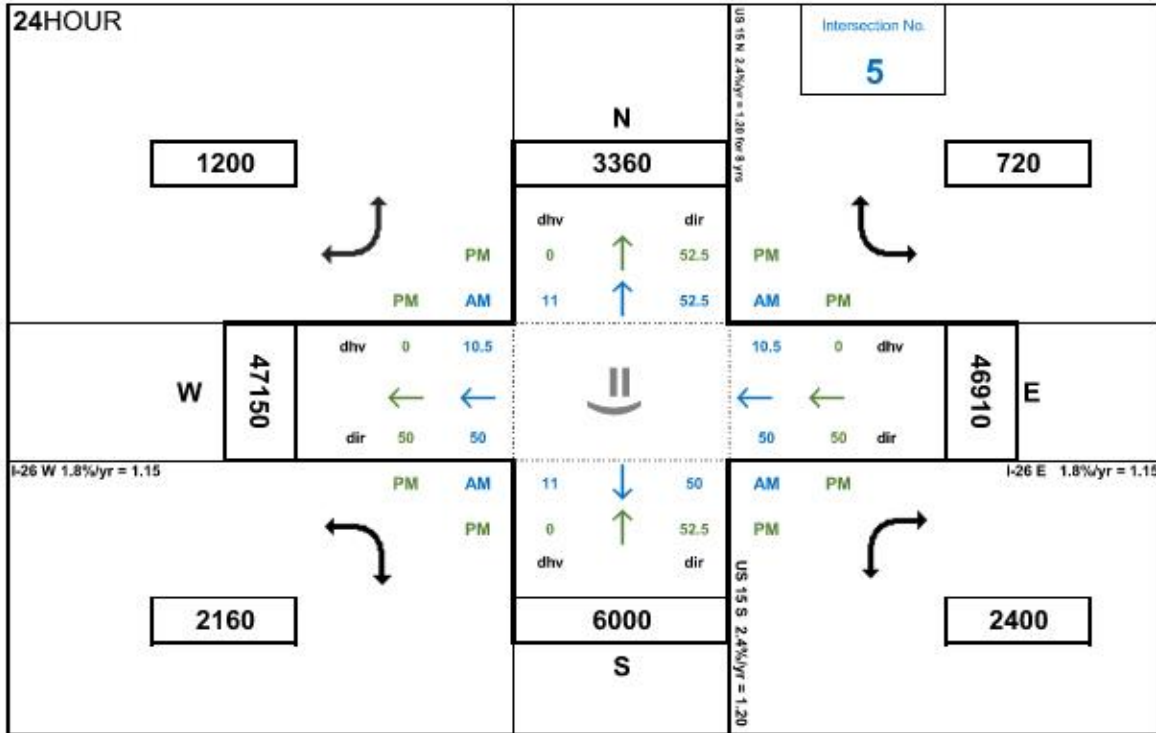 24HOUR
US 15 N 2.4%/yr = 1.20 for 8 yrs
Intersection No.
5
N
1200
3360
720
dhv dir
PM 0 52.5 PM
PM AM 11 52.5 AM PM
dhv 0 10.5 10.5 0 dhv
W 47150 46910 E
dir 50 50 50 50 dir
I-26 W 1.8%/yr = 1.15 I-26 E 1.8%/yr = 1.15
PM AM 11 50 AM PM
PM 0 52.5 PM
dhv dir
US 15 S 2.4%/yr = 1.20
2160
6000
2400
S